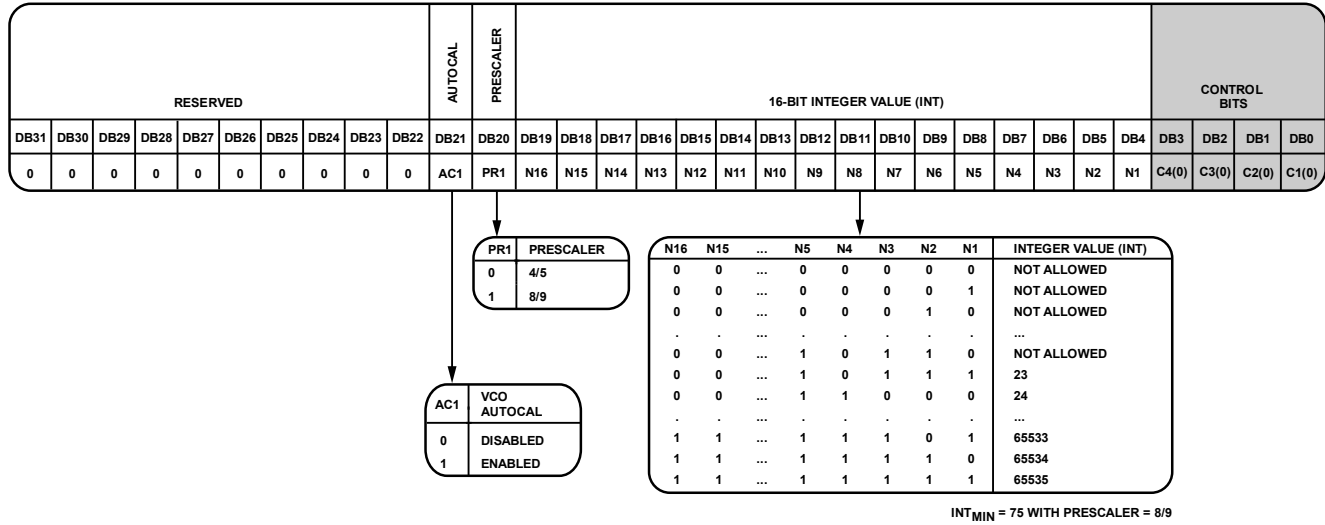 RESERVED AUTOCAL PRESCALER 16-BIT INTEGER VALUE (INT) CONTROL BITS
DB31 DB30 DB29 DB28 DB27 DB26 DB25 DB24 DB23 DB22 DB21 DB20 DB19 DB18 DB17 DB16 DB15 DB14 DB13 DB12 DB11 DB10 DB9 DB8 DB7 DB6 DB5 DB4 DB3 DB2 DB1 DB0
0 0 0 0 0 0 0 0 0 0 AC1 PR1 N16 N15 N14 N13 N12 N11 N10 N9 N8 N7 N6 N5 N4 N3 N2 N1 C4(0) C3(0) C2(0) C1(0)
PR1 PRESCALER
0 4/5
1 8/9
AC1 VCO AUTOCAL
0 DISABLED
1 ENABLED
N16 N15 ... N5 N4 N3 N2 N1 INTEGER VALUE (INT)
0 0 ... 0 0 0 0 0 NOT ALLOWED
0 0 ... 0 0 0 0 1 NOT ALLOWED
0 0 ... 0 0 0 1 0 NOT ALLOWED
. . ... . . . . . ...
0 0 ... 1 0 1 1 0 NOT ALLOWED
0 0 ... 1 0 1 1 1 23
0 0 ... 1 1 0 0 0 24
. . ... . . . . . ...
1 1 ... 1 1 1 0 1 65533
1 1 ... 1 1 1 1 0 65534
1 1 ... 1 1 1 1 1 65535
INTMIN = 75 WITH PRESCALER = 8/9